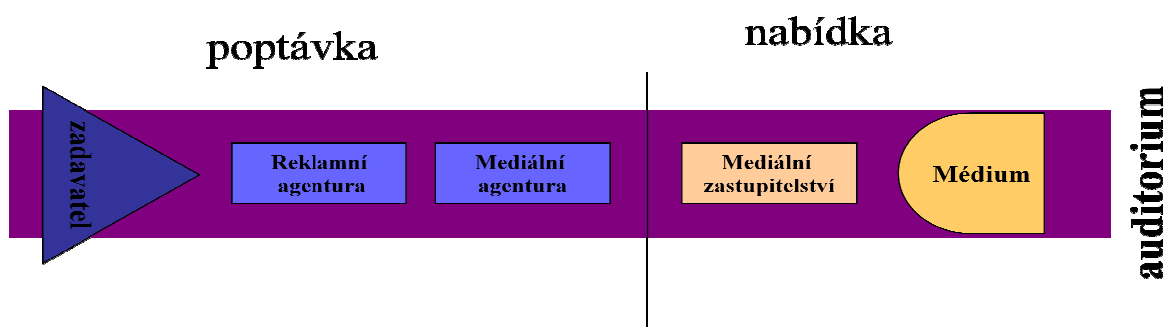 poptávka
nabídka
zadavatel
Reklamní
agentura
Mediální
agentura
Mediální
zastupitelství
Médium
auditorium